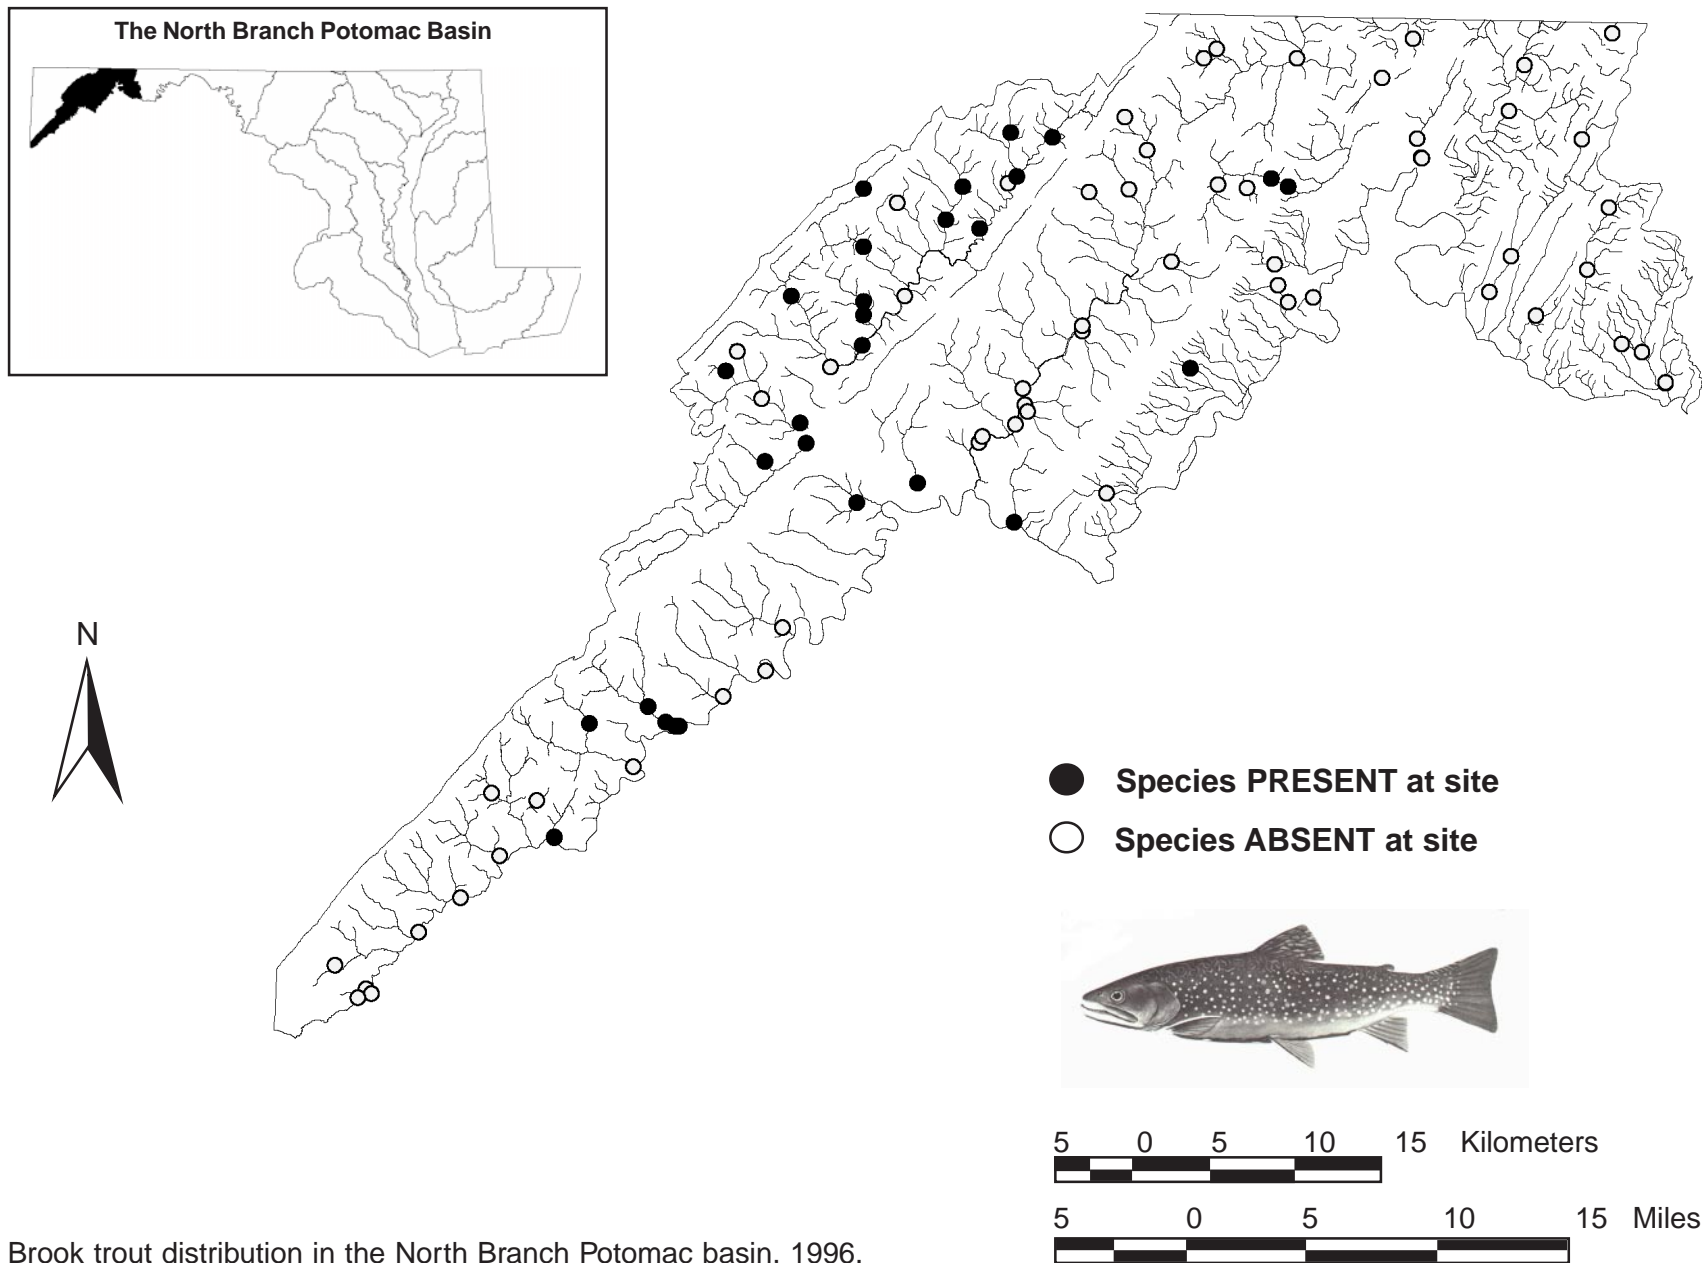 The North Branch Potomac Basin
N
Species PRESENT at site
Species ABSENT at site
5 0 5 10 15 Kilometers
5 0 5 10 15 Miles
Brook trout distribution in the North Branch Potomac basin, 1996.